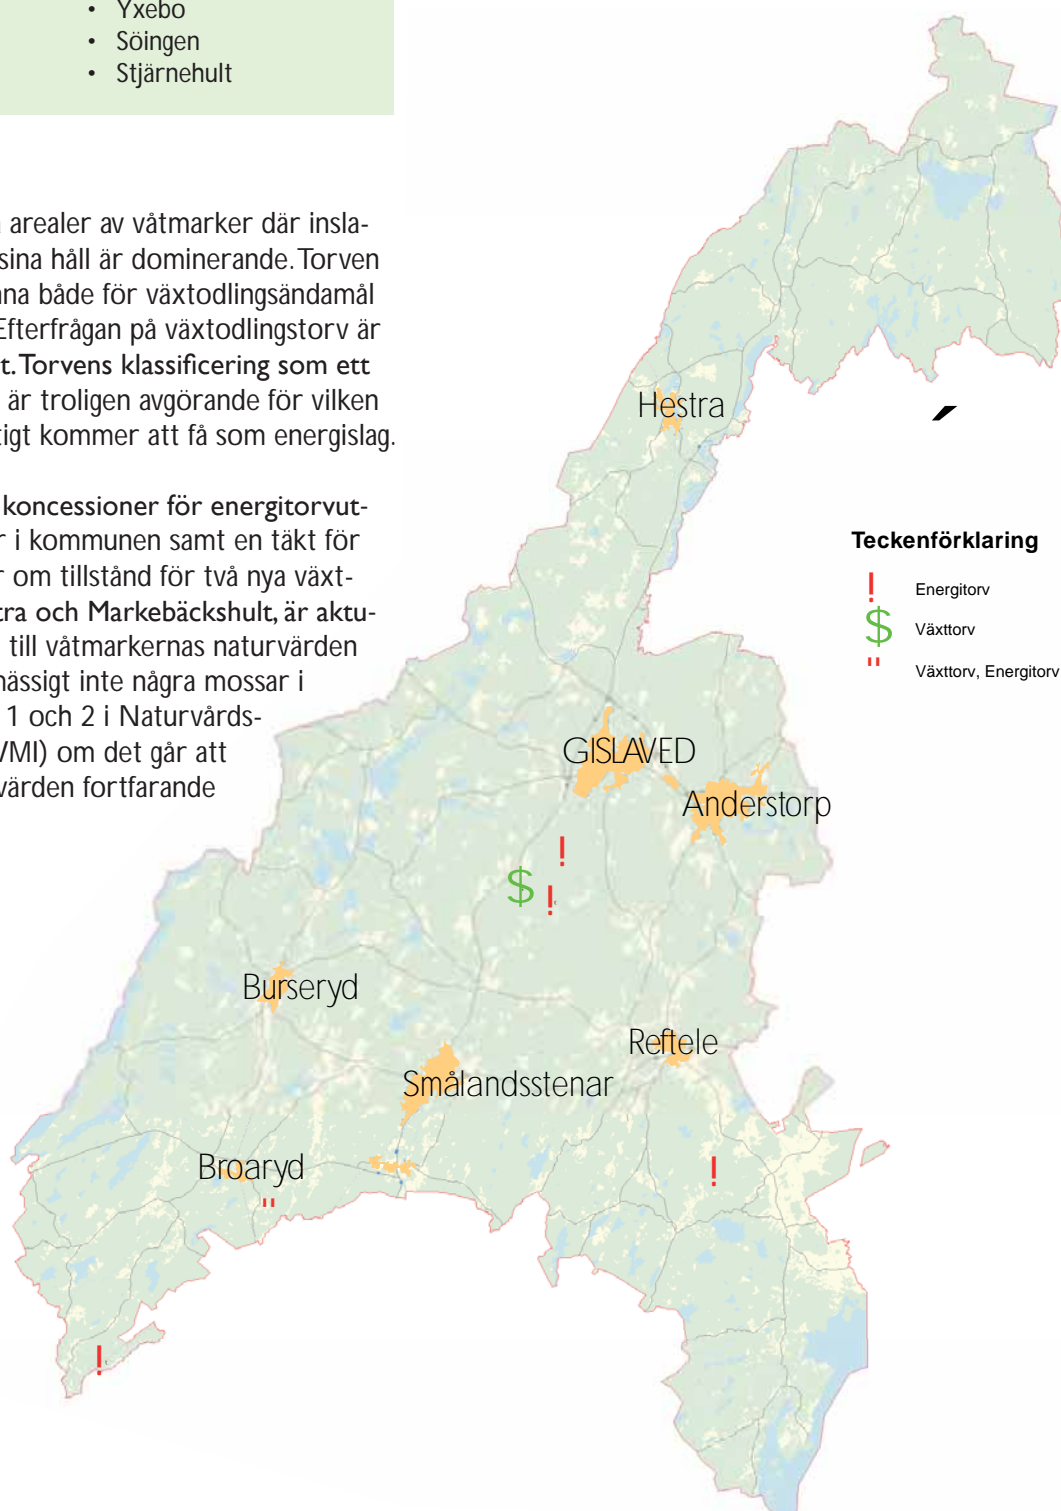 • Yxebo
• Söingen
• Stjärnehult
arealer av våtmarker där insla-
sina håll är dominerande. Torven
na både för växtodlingsändamål
Efterfrågan på växtodlingstorv är
t. Torvens klassificering som ett
är troligen avgörande för vilken
tigt kommer att få som energislag.
koncessioner för energitorvut-
r i kommunen samt en täkt för
r om tillstånd för två nya växt-
tra och Markebäckshult, är aktu-
till våtmarkernas naturvärden
mässigt inte några mossar i
1 och 2 i Naturvårds-
VMI) om det går att
värden fortfarande
Hestra
Teckenförklaring
! Energitorv
$ Växttorv
" Växttorv, Energitorv
GISLAVED
Anderstorp
!
$ !
Burseryd
Reftele
Smålandsstenar
Broaryd
!
"
!